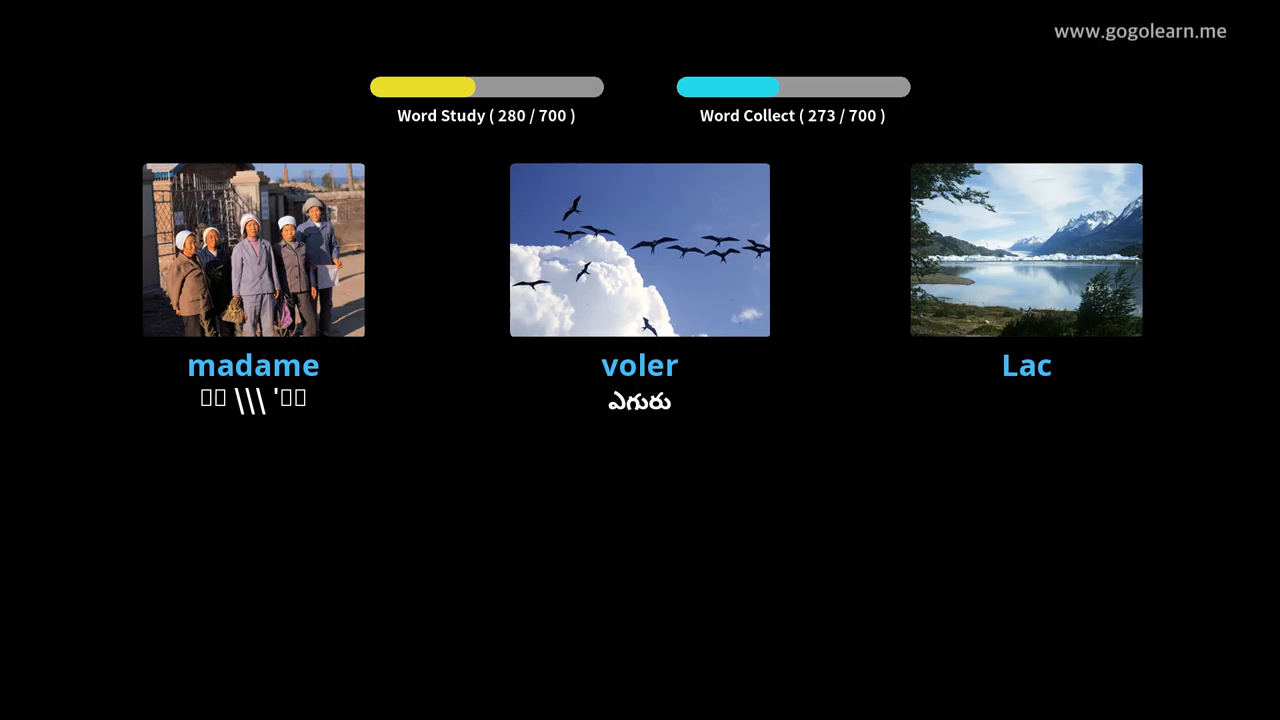 www.gogolearn.me
Word Study ( 280 / 700 )
Word Collect ( 273 / 700 )
madame
voler
Lac
ఎగురు